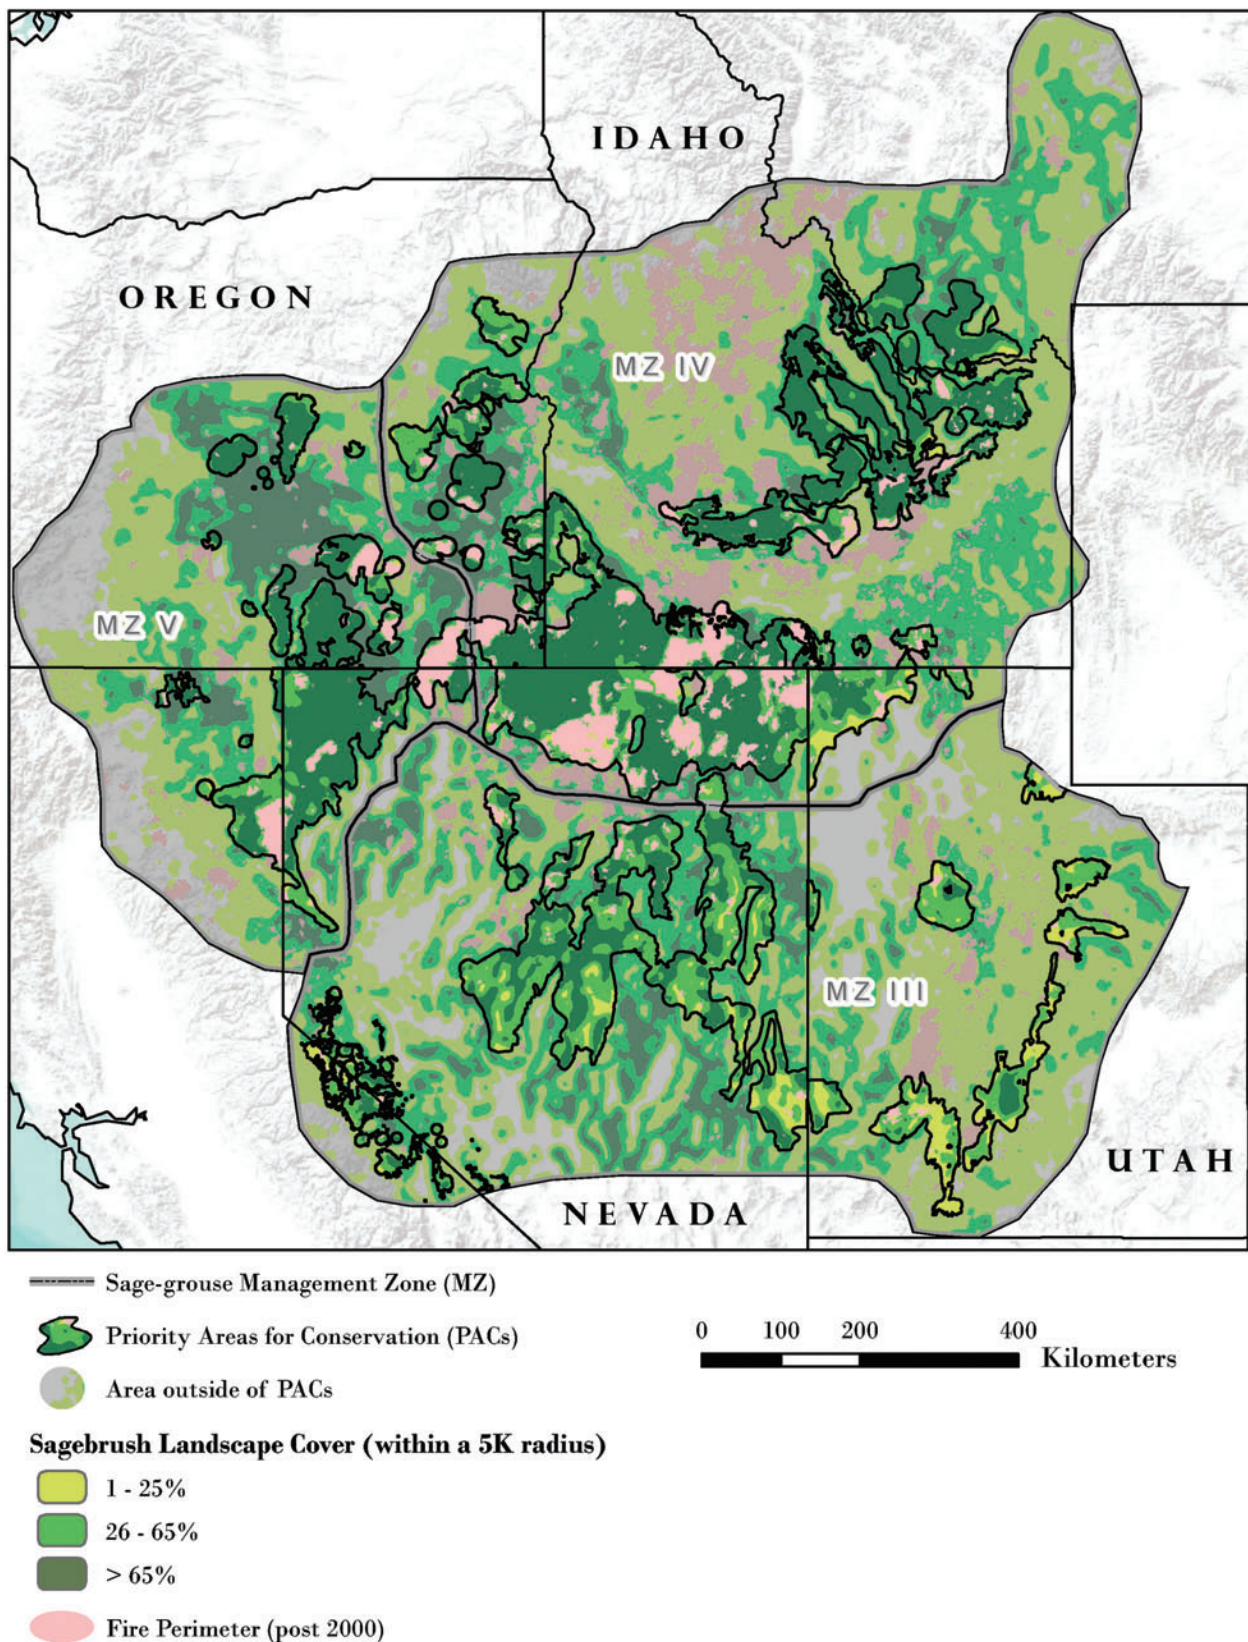 IDAHO
OREGON
MZ IV
MZ V
MZ III
UTAH
NEVADA
Sage-grouse Management Zone (MZ)
Priority Areas for Conservation (PACs)
0 100 200 400
Kilometers
Area outside of PACs
Sagebrush Landscape Cover (within a 5K radius)
1 - 25%
26 - 65%
> 65%
Fire Perimeter (post 2000)